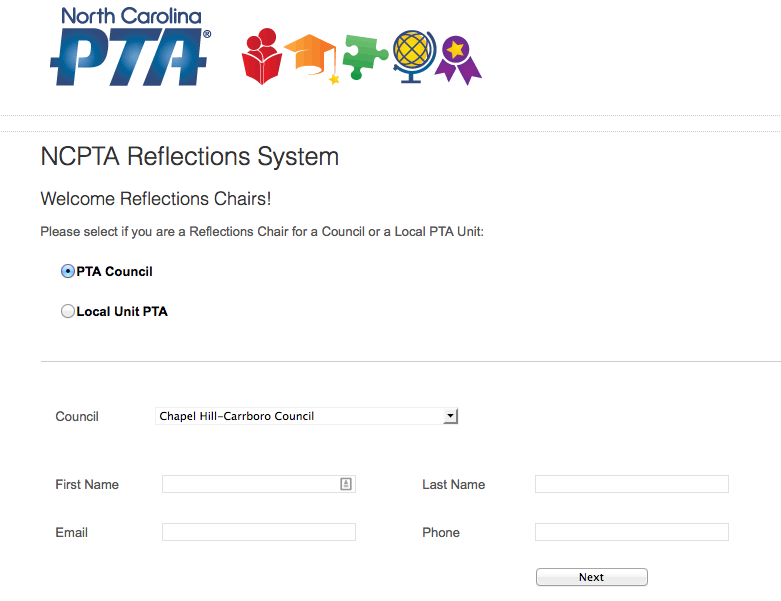 North Carolina
PTA®
NCPTA Reflections System
Welcome Reflections Chairs!
Please select if you are a Reflections Chair for a Council or a Local PTA Unit:
PTA Council
Local Unit PTA
Council Chapel Hill-Carrboro Council
First Name Last Name
Email Phone
Next